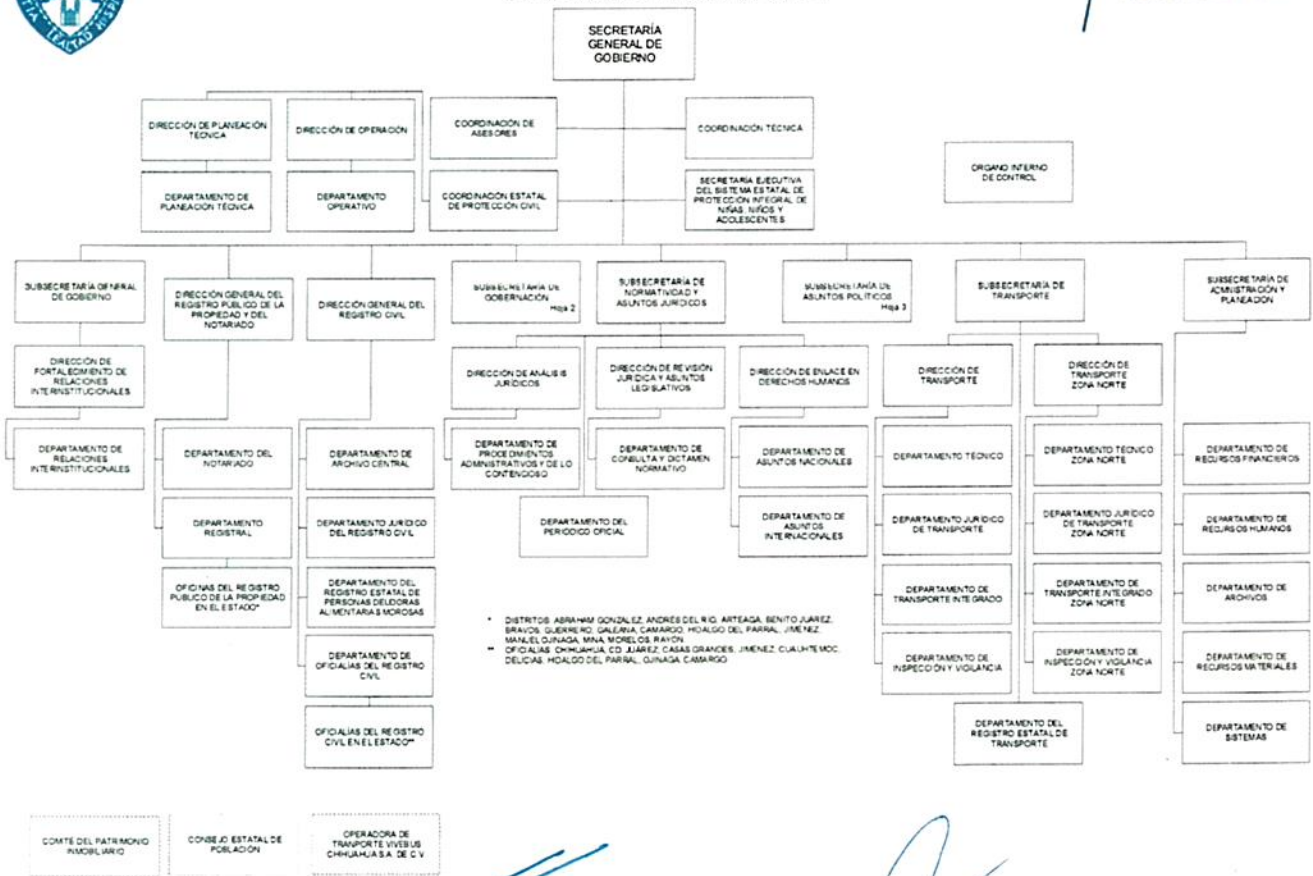 LEALTAD
SECRETARÍA
GENERAL DE
GOBIERNO
DIRECCIÓN DE PLANEACIÓN
TÉCNICA
DIRECCIÓN DE OPERACIÓN
COORDINACIÓN DE
ASESORES
COORDINACIÓN TÉCNICA
ORGANO INTERNO
DE CONTROL
DEPARTAMENTO DE
PLANEACIÓN TÉCNICA
DEPARTAMENTO
OPERATIVO
COORDINACIÓN ESTATAL
DE PROTECCIÓN CIVIL
SECRETARÍA EJECUTIVA
DEL SISTEMA ESTATAL DE
PROTECCIÓN INTEGRAL DE
NIÑAS, NIÑOS Y
ADOLESCENTES
SUBSECRETARÍA GENERAL
DE GOBIERNO
DIRECCIÓN GENERAL DEL
REGISTRO PÚBLICO DE LA
PROPIEDAD Y DEL
NOTARIADO
DIRECCIÓN GENERAL DEL
REGISTRO CIVIL
SUBSECRETARÍA DE
GOBERNACIÓN
Hoja 2
SUBSECRETARÍA DE
NORMATIVIDAD Y
ASUNTOS JURÍDICOS
SUBSECRETARÍA DE
ASUNTOS POLÍTICOS
Hoja 3
SUBSECRETARÍA DE
TRANSPORTE
SUBSECRETARÍA DE
ADMINISTRACIÓN Y
PLANEACIÓN
DIRECCIÓN DE
FORTALECIMIENTO DE
RELACIONES
INTERINSTITUCIONALES
DIRECCIÓN DE ANÁLISIS
JURÍDICOS
DIRECCIÓN DE REVISIÓN
JURÍDICA Y ASUNTOS
LEGISLATIVOS
DIRECCIÓN DE ENLACE EN
DERECHOS HUMANOS
DIRECCIÓN DE
TRANSPORTE
DIRECCIÓN DE
TRANSPORTE
ZONA NORTE
DEPARTAMENTO DE
RELACIONES
INTERINSTITUCIONALES
DEPARTAMENTO DEL
NOTARIADO
DEPARTAMENTO DE
ARCHIVO CENTRAL
DEPARTAMENTO DE
PROCEDIMIENTOS
ADMINISTRATIVOS Y DE LO
CONTENCIOSO
DEPARTAMENTO DE
CONSULTA Y DICTAMEN
NORMATIVO
DEPARTAMENTO DE
ASUNTOS NACIONALES
DEPARTAMENTO TÉCNICO
DEPARTAMENTO TÉCNICO
ZONA NORTE
DEPARTAMENTO DE
RECURSOS FINANCIEROS
DEPARTAMENTO
REGISTRAL
DEPARTAMENTO JURÍDICO
DEL REGISTRO CIVIL
DEPARTAMENTO DEL
PERIODICO OFICIAL
DEPARTAMENTO DE
ASUNTOS
INTERNACIONALES
DEPARTAMENTO JURÍDICO
DE TRANSPORTE
DEPARTAMENTO JURÍDICO
DE TRANSPORTE
ZONA NORTE
DEPARTAMENTO DE
RECURSOS HUMANOS
OFICINAS DEL REGISTRO
PUBLICO DE LA PROPIEDAD
EN EL ESTADO*
DEPARTAMENTO DEL
REGISTRO ESTATAL DE
PERSONAS DEUDORAS
ALIMENTARIAS MOROSAS
DEPARTAMENTO DE
TRANSPORTE INTEGRADO
DEPARTAMENTO DE
TRANSPORTE INTEGRADO
ZONA NORTE
DEPARTAMENTO DE
ARCHIVOS
* DISTRITOS: ABRAHAM GONZÁLEZ, ANDRÉS DEL RIO, ARTEAGA, BENITO JUÁREZ,
BRAVOS, GUERRERO, GALEANA, CAMARGO, HIDALGO DEL PARRAL, JIMÉNEZ,
MANUEL OJINAGA, MINA, MORELOS, RAYÓN
** OFICIALIAS: CHIHUAHUA, CD. JUÁREZ, CASAS GRANDES, JIMENEZ, CUAUHTEMOC,
DELICIAS, HIDALGO DEL PARRAL, OJINAGA, CAMARGO
DEPARTAMENTO DE
OFICIALÍAS DEL REGISTRO
CIVIL
DEPARTAMENTO DE
INSPECCIÓN Y VIGILANCIA
DEPARTAMENTO DE
INSPECCIÓN Y VIGILANCIA
ZONA NORTE
DEPARTAMENTO DE
RECURSOS MATERIALES
OFICIALÍAS DEL REGISTRO
CIVIL EN EL ESTADO**
DEPARTAMENTO DEL
REGISTRO ESTATAL DE
TRANSPORTE
DEPARTAMENTO DE
SISTEMAS
COMITE DEL PATRIMONIO
INMOBILIARIO
CONSEJO ESTATAL DE
POBLACIÓN
OPERADORA DE
TRANPORTE VIVEBUS
CHIHUAHUA S.A. DE C.V.